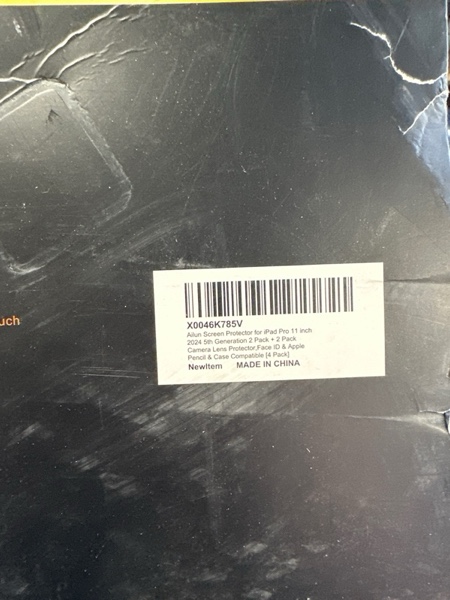 uch
X0046K785V
Ailun Screen Protector for iPad Pro 11 inch
2024 5th Generation 2 Pack + 2 Pack
Camera Lens Protector,Face ID & Apple
Pencil & Case Compatible [4 Pack]
NewItem MADE IN CHINA